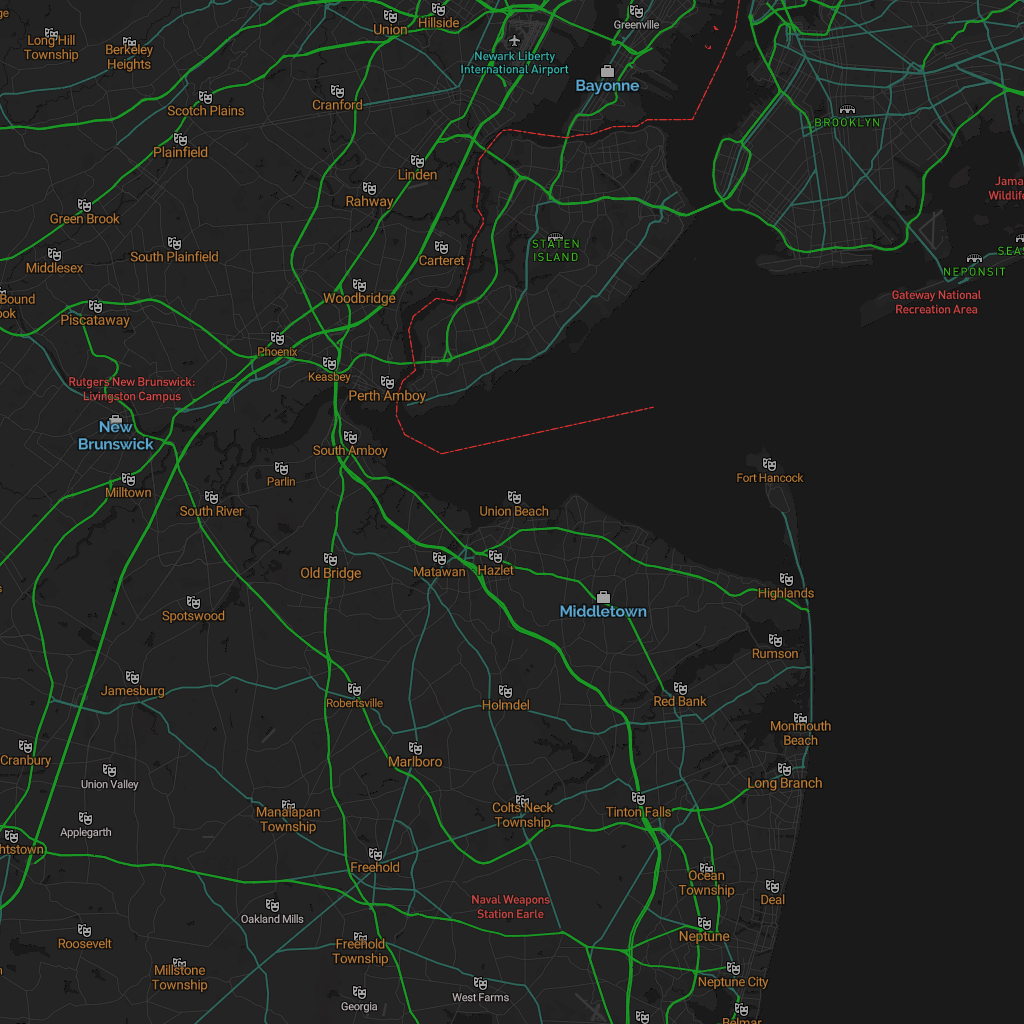 Long Hill
Township
Berkeley
Heights
Union
Hillside
Greenville
Newark Liberty
International Airport
Bayonne
Scotch Plains
Cranford
BROOKLYN
Plainfield
Linden
Rahway
Green Brook
Middlesex
South Plainfield
Carteret
STATEN
ISLAND
NEPONSIT
Gateway National
Recreation Area
Woodbridge
Bound
Piscataway
Phoenix
Keasbey
Perth Amboy
Rutgers New Brunswick:
Livingston Campus
New
Brunswick
South Amboy
Parlin
Milltown
South River
Union Beach
Fort Hancock
Old Bridge
Matawan
Hazlet
Highlands
Middletown
Spotswood
Rumson
Jamesburg
Robertsville
Holmdel
Red Bank
Monmouth
Beach
Cranbury
Union Valley
Marlboro
Long Branch
Manalapan
Township
Colts Neck
Township
Tinton Falls
Applegarth
htstown
Freehold
Ocean
Township
Deal
Oakland Mills
Naval Weapons
Station Earle
Roosevelt
Freehold
Township
Neptune
Millstone
Township
Neptune City
Georgia
West Farms
Belmar